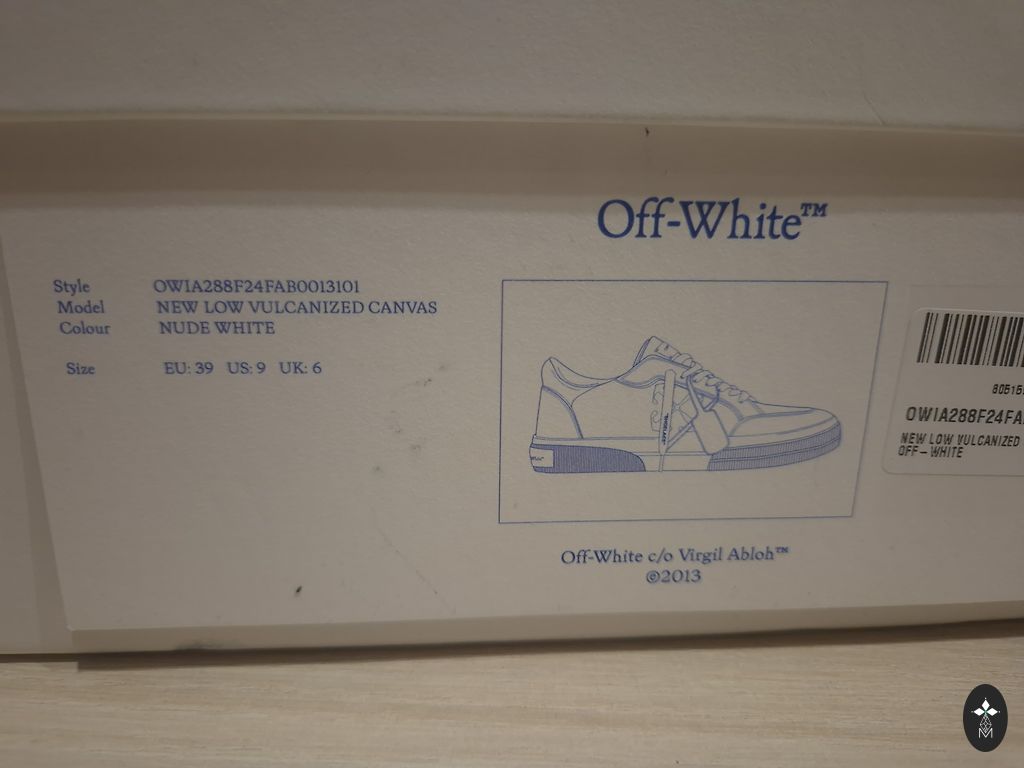 Off-White™
Style OWIA288F24FAB0013101
Model NEW LOW VULCANIZED CANVAS
Colour NUDE WHITE
Size EU: 39 US: 9 UK: 6
Off-White c/o Virgil Abloh™
©2013
OWIA288F24FA
NEW LOW VULCANIZED
OFF-WHITE
M